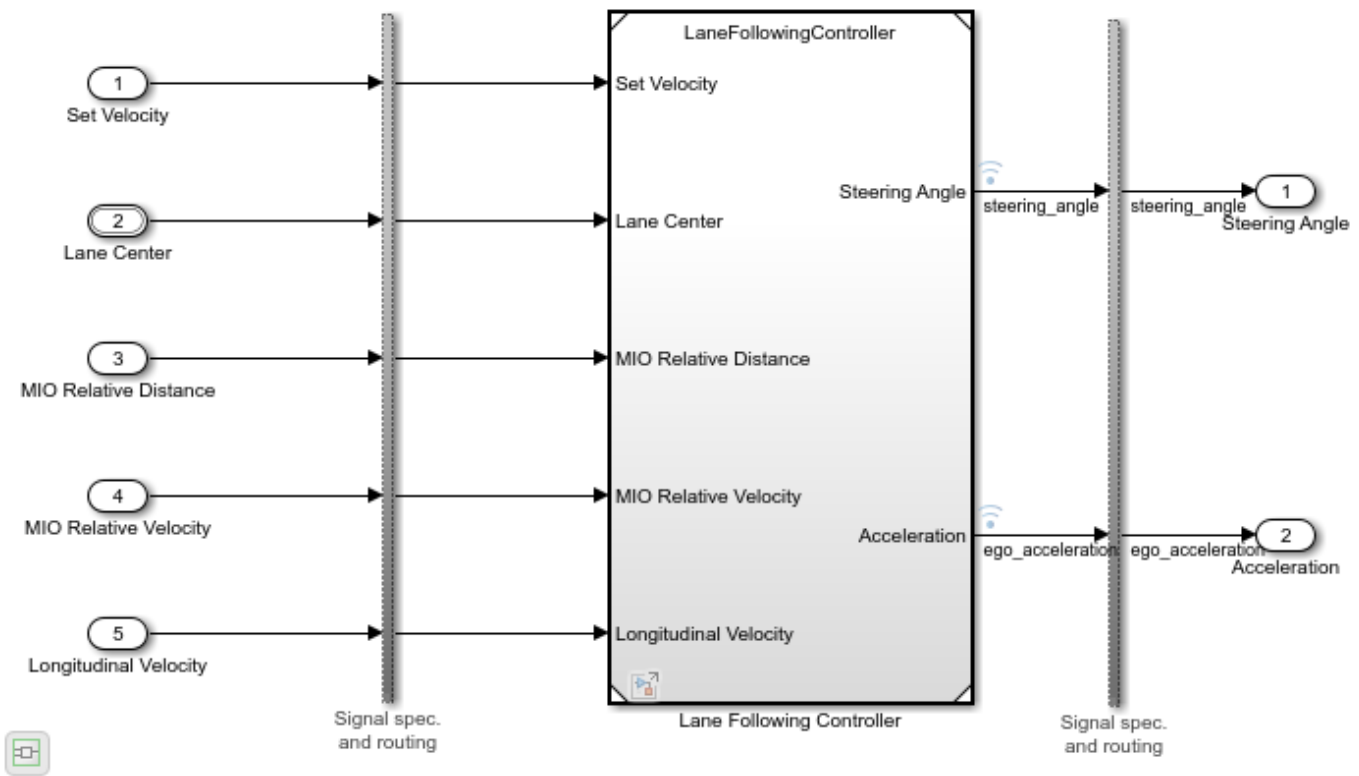 LaneFollowingController
1
Set Velocity
Set Velocity
2
Lane Center
Lane Center
3
MIO Relative Distance
MIO Relative Distance
4
MIO Relative Velocity
MIO Relative Velocity
5
Longitudinal Velocity
Longitudinal Velocity
Steering Angle
steering_angle
steering_angle
1
Steering Angle
Acceleration
ego_acceleration
ego_acceleration
2
Acceleration
Signal spec.
and routing
Lane Following Controller
Signal spec.
and routing